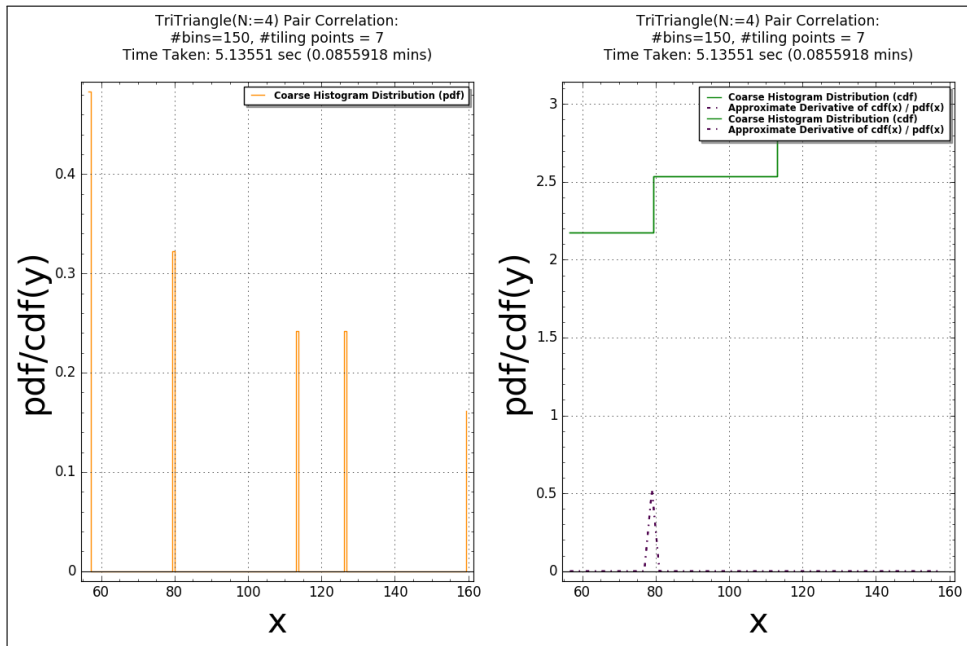 TriTriangle(N:=4) Pair Correlation:
#bins=150, #tiling points = 7
Time Taken: 5.13551 sec (0.0855918 mins)
Coarse Histogram Distribution (pdf)
0.4
0.3
0.2
0.1
0
pdf/cdf(y)
60 80 100 120 140 160
x
TriTriangle(N:=4) Pair Correlation:
#bins=150, #tiling points = 7
Time Taken: 5.13551 sec (0.0855918 mins)
Coarse Histogram Distribution (cdf)
Approximate Derivative of cdf(x) / pdf(x)
Coarse Histogram Distribution (cdf)
Approximate Derivative of cdf(x) / pdf(x)
3
2.5
2
1.5
1
0.5
0
pdf/cdf(y)
60 80 100 120 140 160
x